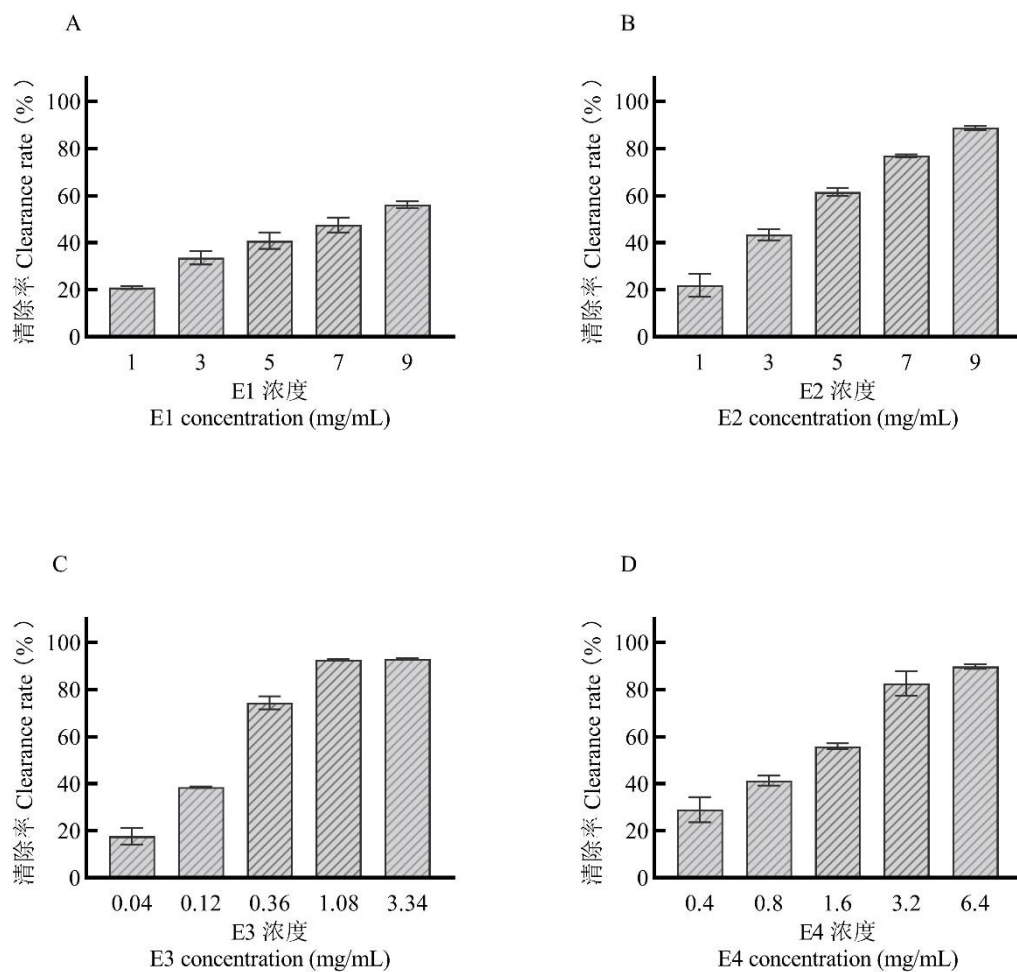 A
清除率 Clearance rate（%）
100
80
60
40
20
0
1 3 5 7 9
E1 浓度
E1 concentration (mg/mL)
B
清除率 Clearance rate（%）
100
80
60
40
20
0
1 3 5 7 9
E2 浓度
E2 concentration (mg/mL)
C
清除率 Clearance rate（%）
100
80
60
40
20
0
0.04 0.12 0.36 1.08 3.34
E3 浓度
E3 concentration (mg/mL)
D
清除率 Clearance rate（%）
100
80
60
40
20
0
0.4 0.8 1.6 3.2 6.4
E4 浓度
E4 concentration (mg/mL)